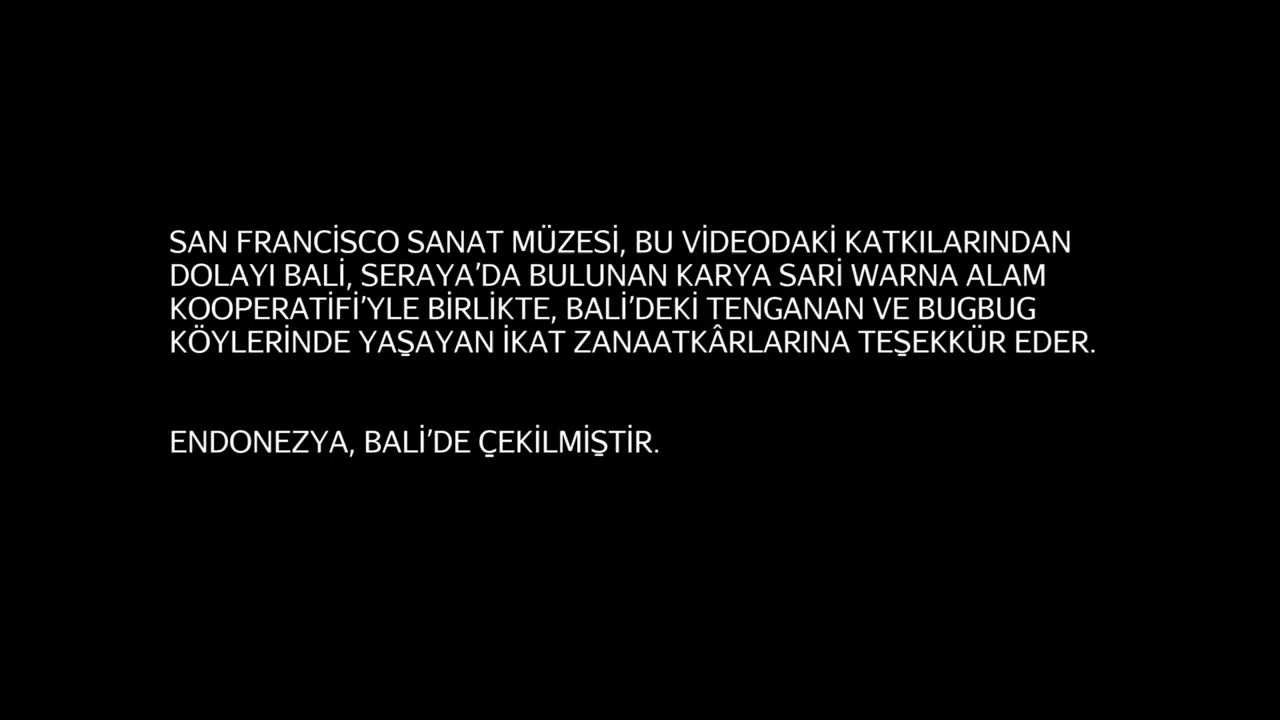 SAN FRANCİSCO SANAT MÜZESİ, BU VİDEODAKİ KATKILARINDAN
DOLAYI BALİ, SERAYA’DA BULUNAN KARYA SARİ WARNA ALAM
KOOPERATİFİ’YLE BİRLİKTE, BALİ’DEKİ TENGANAN VE BUGBUG
KÖYLERİNDE YAŞAYAN İKAT ZANAATKÂRLARINA TEŞEKKÜR EDER.
ENDONEZYA, BALİ’DE ÇEKİLMİŞTİR.